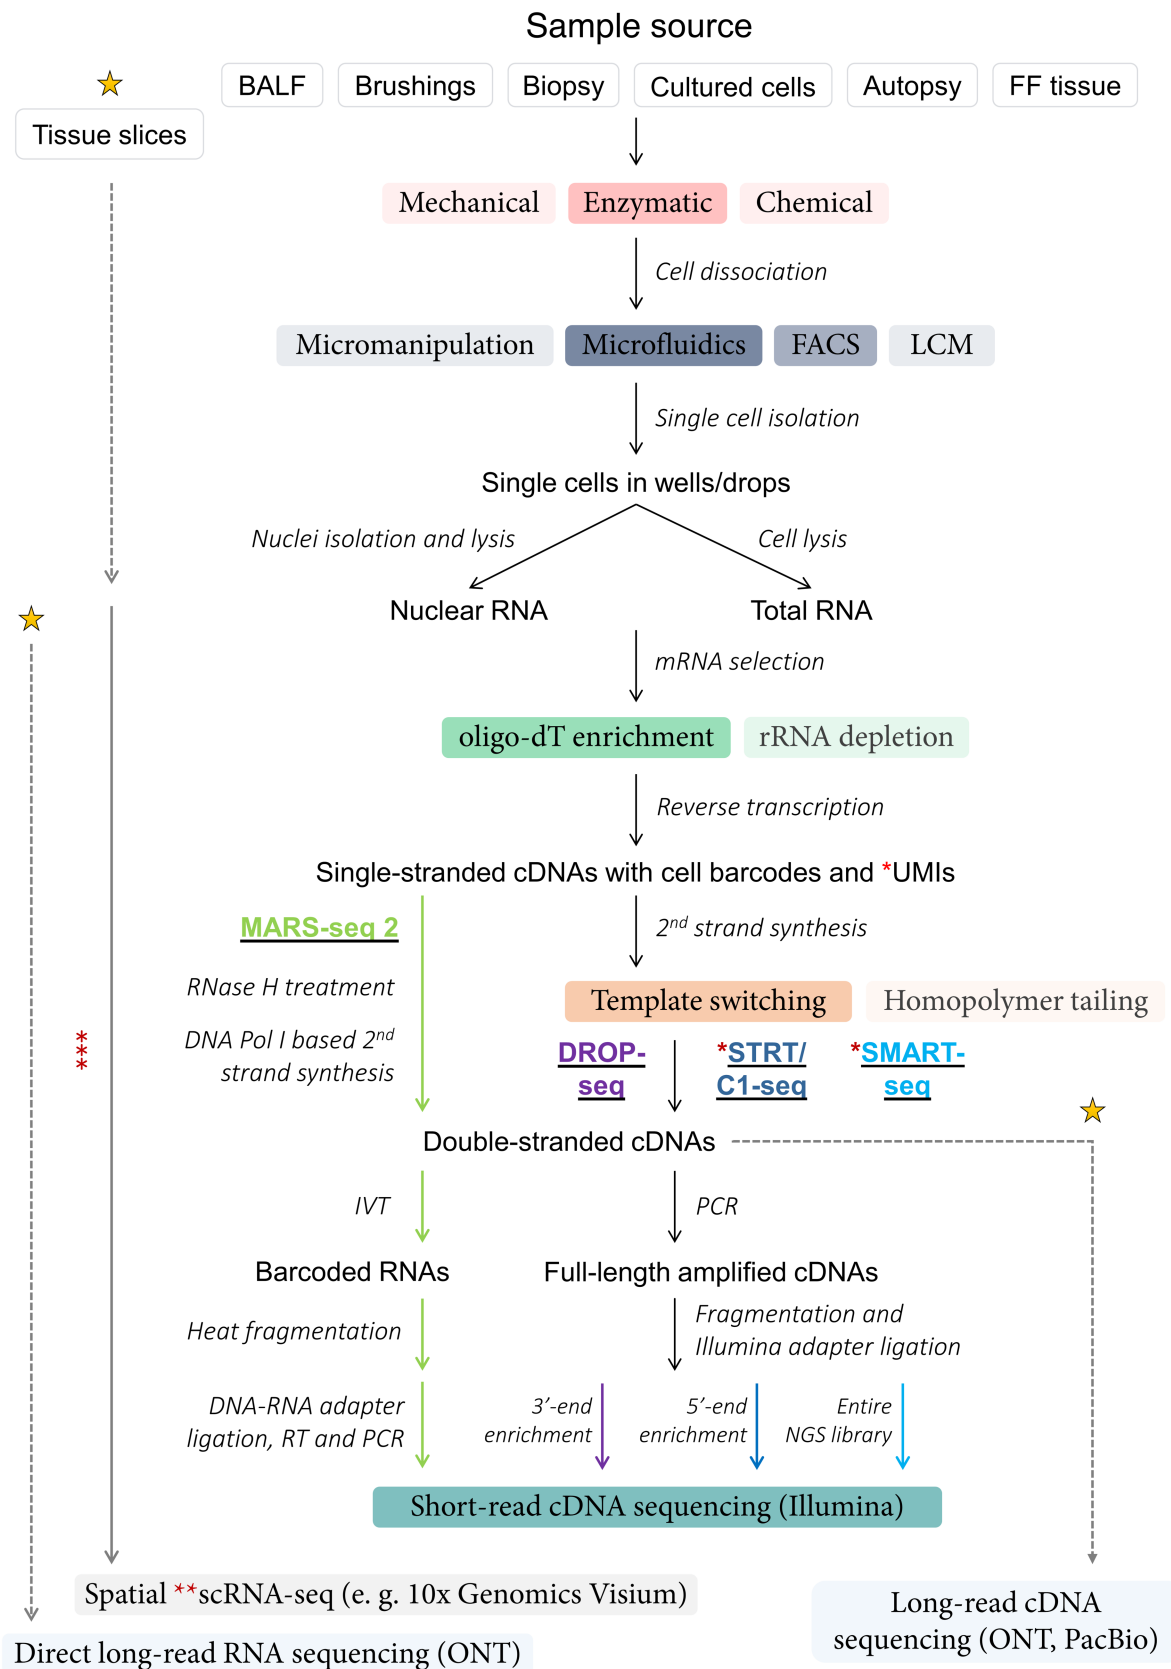 Sample source
BALF
Brushings
Biopsy
Cultured cells
Autopsy
FF tissue
Tissue slices
Mechanical
Enzymatic
Chemical
Cell dissociation
Micromanipulation
Microfluidics
FACS
LCM
Single cell isolation
Single cells in wells/drops
Nuclei isolation and lysis
Cell lysis
Nuclear RNA
Total RNA
mRNA selection
oligo-dT enrichment
rRNA depletion
Reverse transcription
Single-stranded cDNAs with cell barcodes and *UMIs
MARS-seq 2
2nd strand synthesis
RNase H treatment
Template switching
Homopolymer tailing
DNA Pol I based 2nd
strand synthesis
***
DROP-
seq
*STRT/
C1-seq
*SMART-
seq
Double-stranded cDNAs
IVT
PCR
Barcoded RNAs
Full-length amplified cDNAs
Heat fragmentation
Fragmentation and
Illumina adapter ligation
DNA-RNA adapter
ligation, RT and PCR
3’-end
enrichment
5’-end
enrichment
Entire
NGS library
Short-read cDNA sequencing (Illumina)
Spatial **scRNA-seq (e. g. 10x Genomics Visium)
Long-read cDNA
sequencing (ONT, PacBio)
Direct long-read RNA sequencing (ONT)